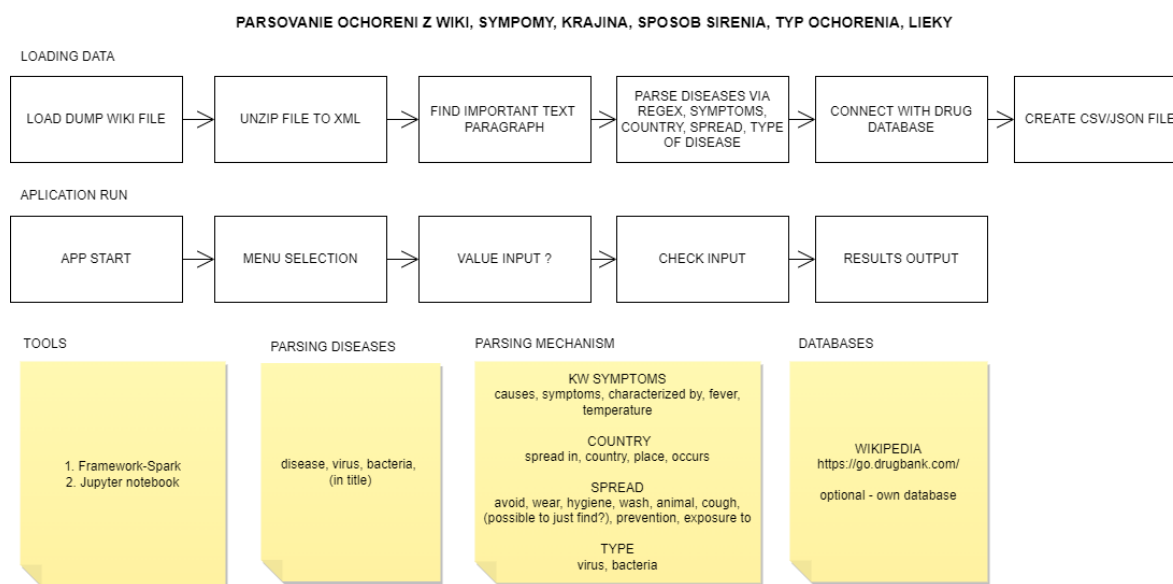 PARSOVANIE OCHORENI Z WIKI, SYMPOMY, KRAJINA, SPOSOB SIRENIA, TYP OCHORENIA, LIEKY
LOADING DATA
LOAD DUMP WIKI FILE
UNZIP FILE TO XML
FIND IMPORTANT TEXT
PARAGRAPH
PARSE DISEASES VIA
REGEX, SYMPTOMS,
COUNTRY, SPREAD, TYPE
OF DISEASE
CONNECT WITH DRUG
DATABASE
CREATE CSV/JSON FILE
APLICATION RUN
APP START
MENU SELECTION
VALUE INPUT ?
CHECK INPUT
RESULTS OUTPUT
TOOLS
1. Framework-Spark
2. Jupyter notebook
PARSING DISEASES
disease, virus, bacteria,
(in title)
PARSING MECHANISM
KW SYMPTOMS
causes, symptoms, characterized by, fever,
temperature
COUNTRY
spread in, country, place, occurs
SPREAD
avoid, wear, hygiene, wash, animal, cough,
(possible to just find?), prevention, exposure to
TYPE
virus, bacteria
DATABASES
WIKIPEDIA
https://go.drugbank.com/
optional - own database